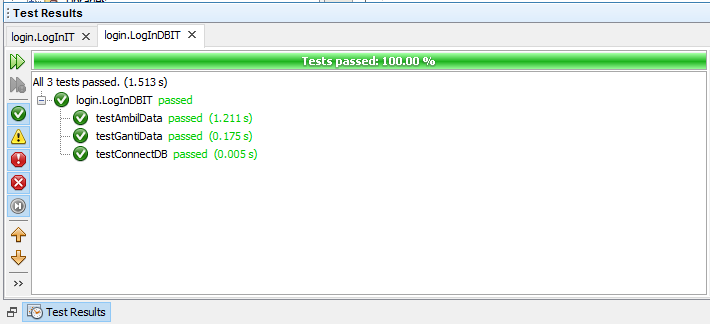 Test Results
login.LogInIT
login.LogInDBIT
Tests passed: 100.00 %
All 3 tests passed. (1.513 s)
login.LogInDBIT passed
testAmbilData passed (1.211 s)
testGantiData passed (0.175 s)
testConnectDB passed (0.005 s)
>>
Test Results